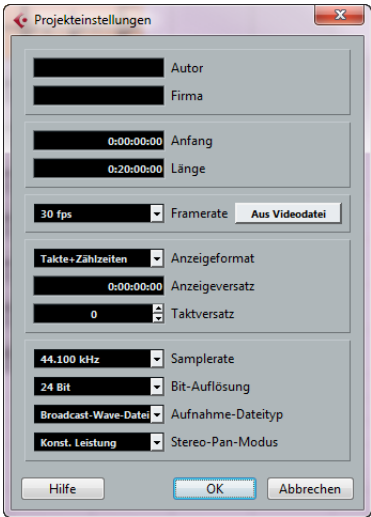 Projekteinstellungen
Autor
Firma
0:00:00:00 Anfang
0:20:00:00 Länge
30 fps Framerate Aus Videodatei
Takte+Zählzeiten Anzeigeformat
0:00:00:00 Anzeigeversatz
0 Taktversatz
44.100 kHz Samplerate
24 Bit Bit-Auflösung
Broadcast-Wave-Datei Aufnahme-Dateityp
Konst. Leistung Stereo-Pan-Modus
Hilfe OK Abbrechen